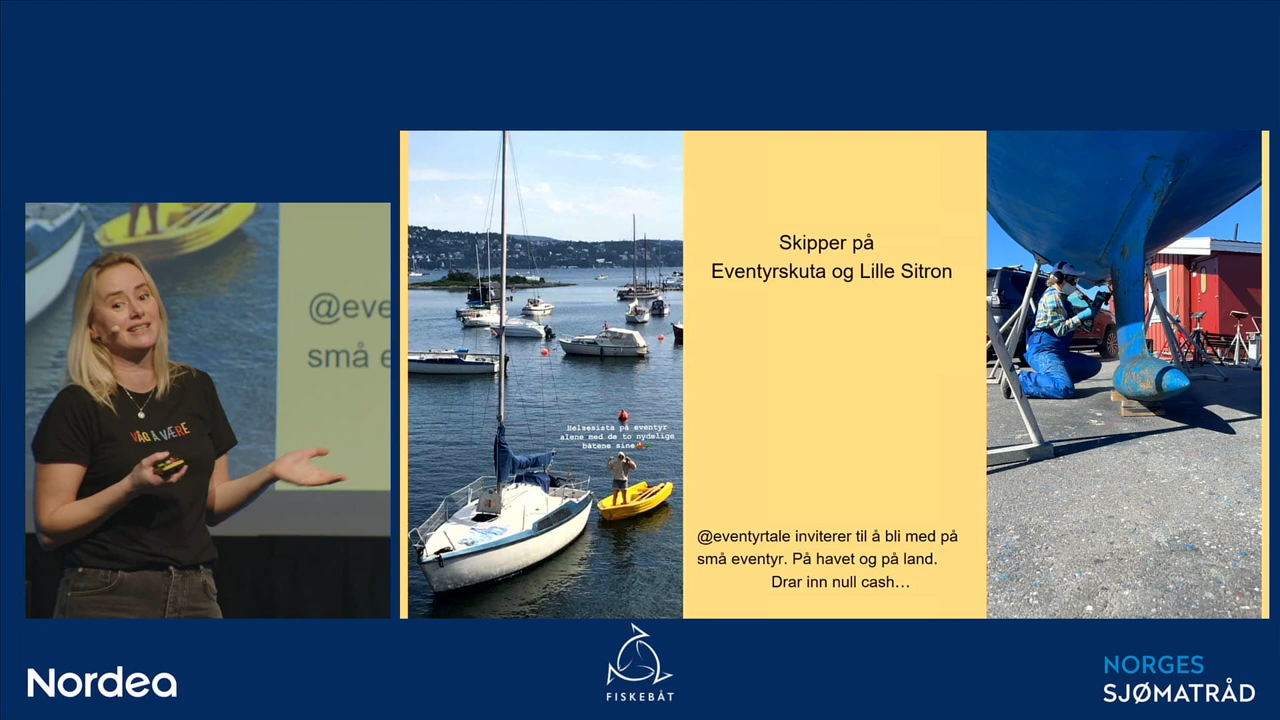 @eve
små e
VÅG Å VÆRE
Helsesista på eventyr
alene med de to nydelige
båtene sine
Skipper på
Eventyrskuta og Lille Sitron
@eventyrtale inviterer til å bli med på
små eventyr. På havet og på land.
Drar inn null cash…
Nordea
FISKEBÅT
NORGES
SJØMATRÅD